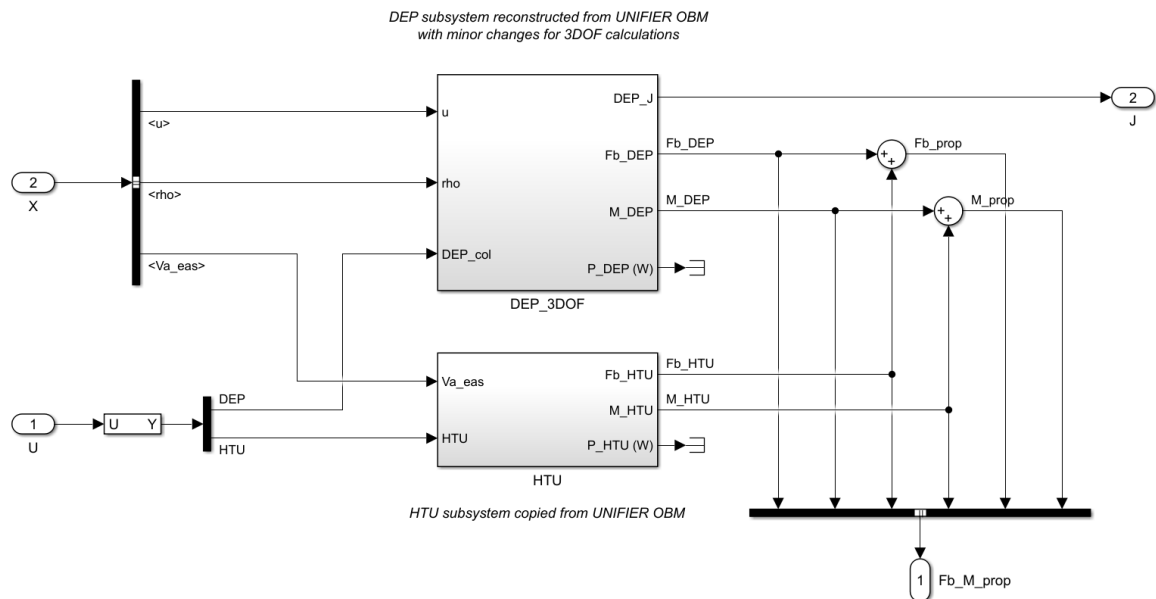 DEP subsystem reconstructed from UNIFIER OBM
with minor changes for 3DOF calculations
2
X
<u>
<rho>
<Va_eas>
u
rho
DEP_col
DEP_J
Fb_DEP
M_DEP
P_DEP (W)
DEP_3DOF
Fb_DEP
M_DEP
+
+
Fb_prop
+
+
M_prop
2
J
1
U
U Y
DEP
HTU
Va_eas
HTU
Fb_HTU
M_HTU
P_HTU (W)
HTU
Fb_HTU
M_HTU
HTU subsystem copied from UNIFIER OBM
1
Fb_M_prop